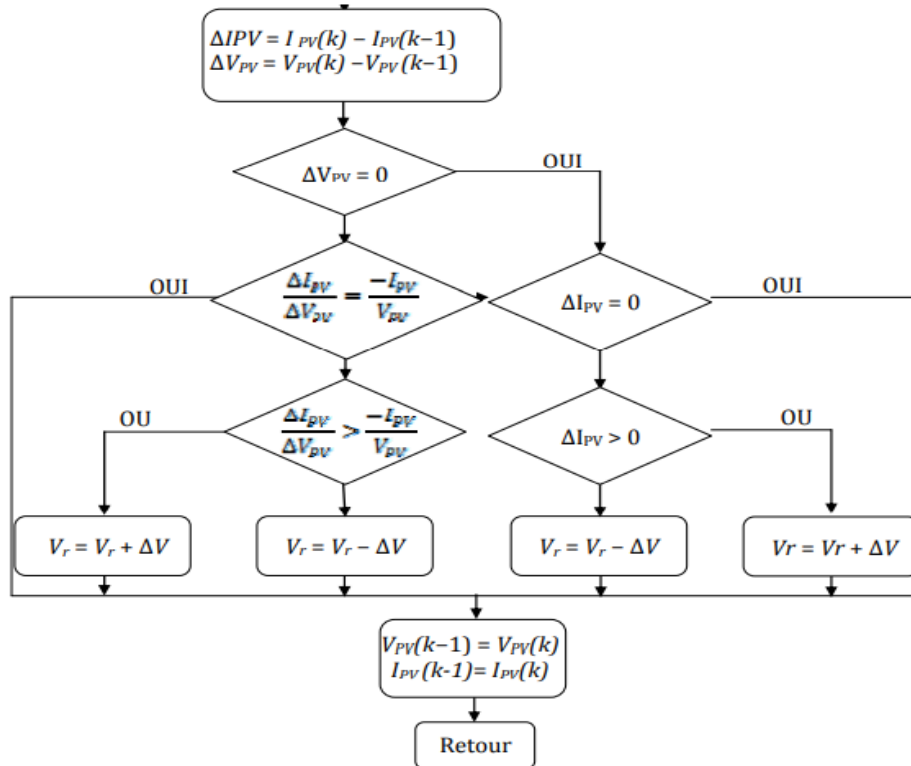 ΔIPV = I PV(k) − I PV(k−1)
ΔVPV = VPV(k) −VPV(k−1)
OUI
ΔVPV = 0
OUI
ΔIPV/ΔVPV = −IPV/VPV
ΔIPV = 0
OUI
OU
ΔIPV/ΔVPV > −IPV/VPV
ΔIPV > 0
OU
Vr = Vr + ΔV
Vr = Vr − ΔV
Vr = Vr − ΔV
Vr = Vr + ΔV
VPV(k−1) = VPV(k)
IPV(k-1)= IPV(k)
Retour